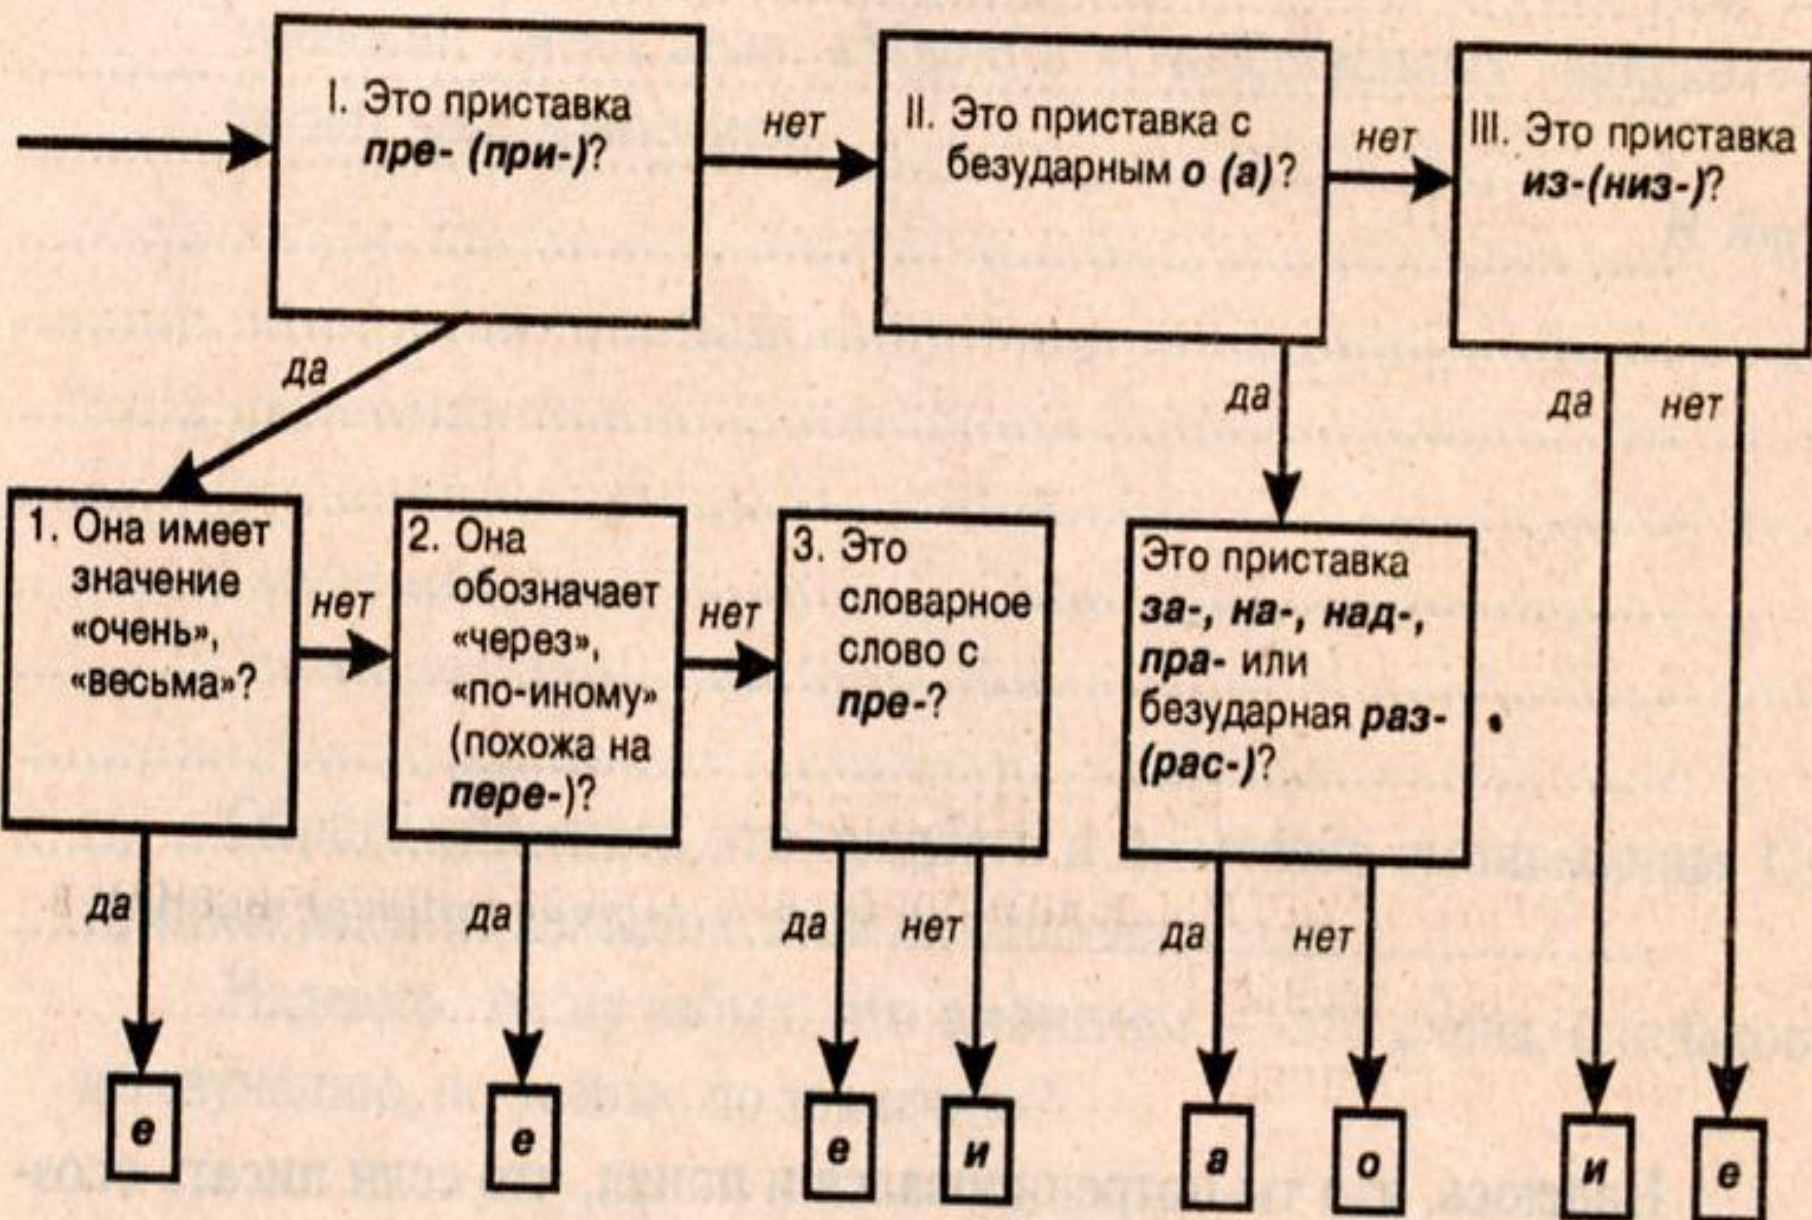 I. Это приставка
пре- (при-)?
нет
II. Это приставка с
безударным о (а)?
нет
III. Это приставка
из-(низ-)?
да
да
да
нет
1. Она имеет
значение
«очень»,
«весьма»?
нет
2. Она
обозначает
«через»,
«по-иному»
(похожа на
пере-)?
нет
3. Это
словарное
слово с
пре-?
Это приставка
за-, на-, над-,
пра- или
безударная раз-
(рас-)?
да
да
да
нет
да
нет
е
е
е
и
а
о
и
е